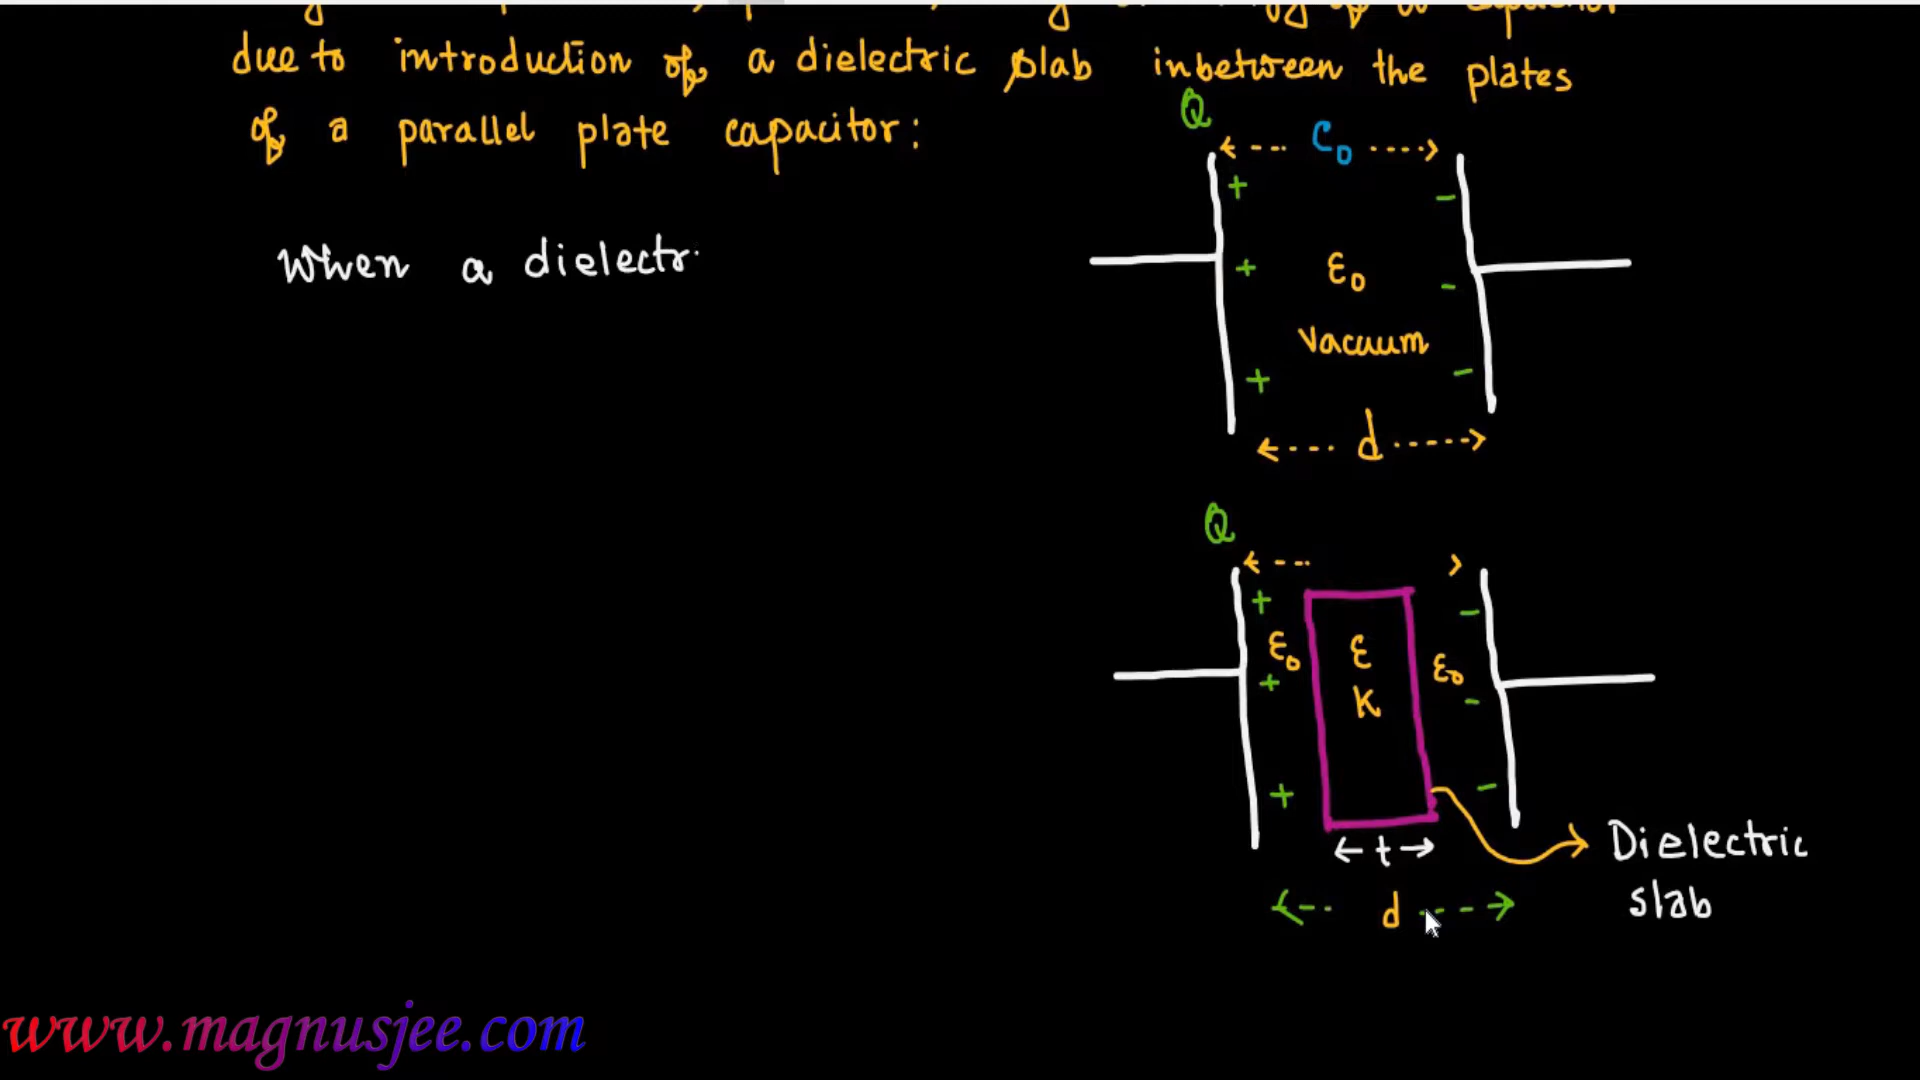 due to introduction of a dielectric slab inbetween the plates
of a parallel plate capacitor:
When a dielectr
Q
C₀
+ -
+ ε₀ -
Vacuum
+ -
d
Q
+ -
ε₀ ε ε₀
+ K -
+ -
t
Dielectric
slab
d
www.magnusjee.com